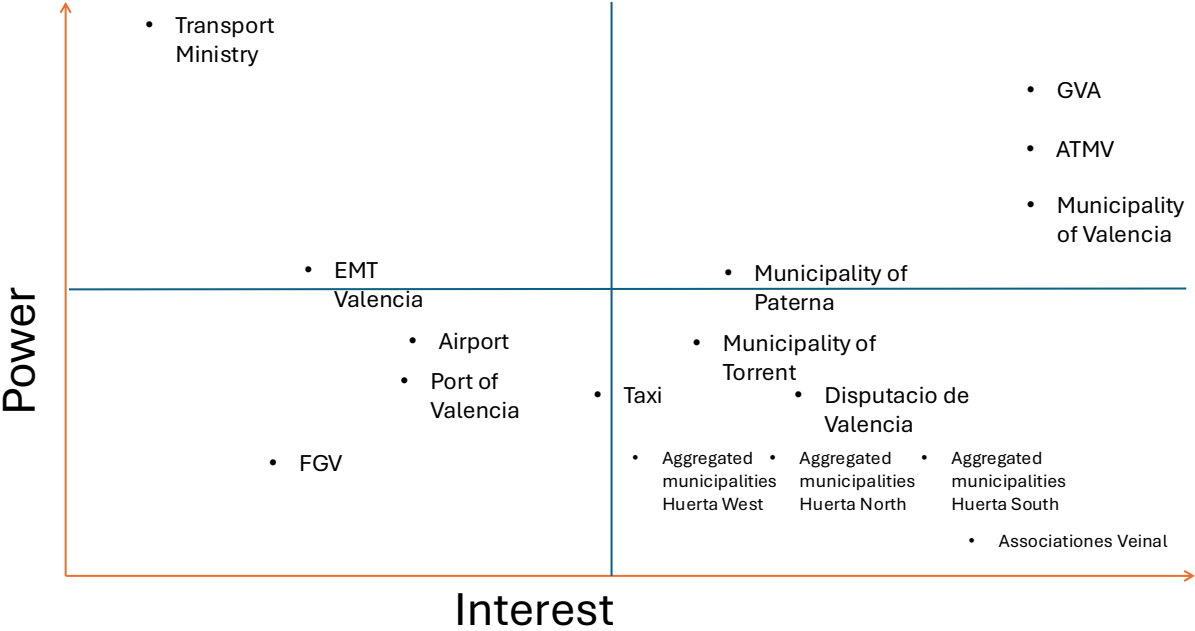 Transport
Ministry
GVA
ATMV
Municipality
of Valencia
EMT
Valencia
Municipality of
Paterna
Airport
Municipality of
Torrent
Port of
Valencia
Taxi
Disputacio de
Valencia
FGV
Aggregated
municipalities
Huerta West
Aggregated
municipalities
Huerta North
Aggregated
municipalities
Huerta South
Associationes Veinal
Power
Interest